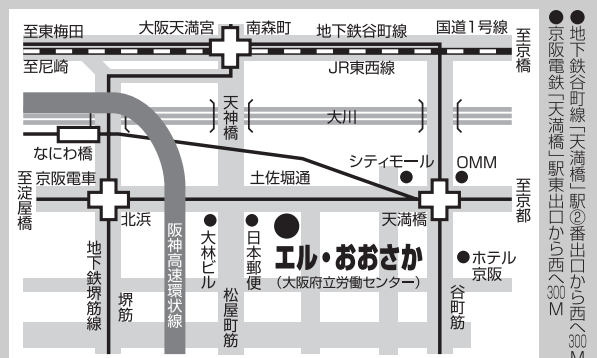 至東梅田
大阪天満宮
南森町
地下鉄谷町線
国道1号線
至尼崎
JR東西線
至京橋
天神橋
大川
なにわ橋
シティモール
OMM
至淀屋橋
京阪電車
土佐堀通
至京都
北浜
天満橋
地下鉄堺筋線
堺筋
阪神高速環状線
大林ビル
日本郵便
松屋町筋
エル・おおさか
(大阪府立労働センター)
ホテル
京阪
谷町筋
●地下鉄谷町線「天満橋」駅②番出口から西へ300M
●京阪電鉄「天満橋」駅東出口から西へ300M